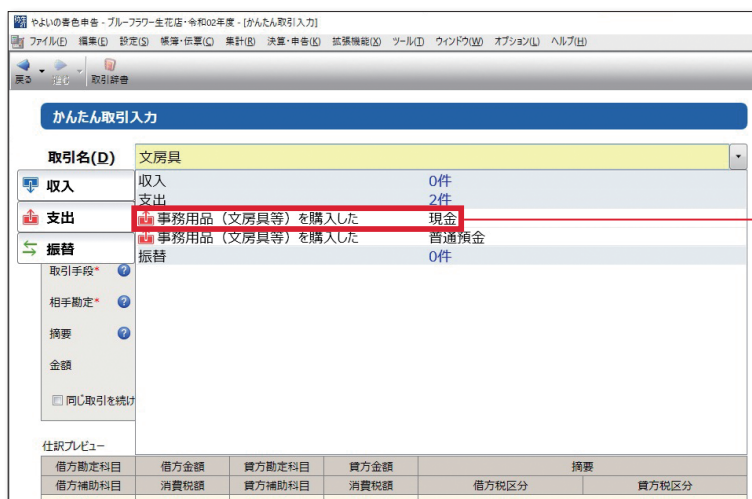 やよいの青色申告 - ブルーフラワー生花店・令和02年度 - [かんたん取引入力]
ファイル(F) 編集(E) 設定(S) 帳簿・伝票(C) 集計(R) 決算・申告(K) 拡張機能(X) ツール(T) ウィンドウ(W) オプション(L) ヘルプ(H)
戻る 進む 取引辞書
かんたん取引入力
取引名(D) 文房具
収入 収入 0件
支出 2件
支出 事務用品（文房具等）を購入した 現金
事務用品（文房具等）を購入した 普通預金
振替 振替 0件
取引手段* ?
相手勘定* ?
摘要 ?
金額
同じ取引を続け
仕訳プレビュー
借方勘定科目 借方金額 貸方勘定科目 貸方金額 摘要
借方補助科目 消費税額 貸方補助科目 消費税額 借方税区分 貸方税区分